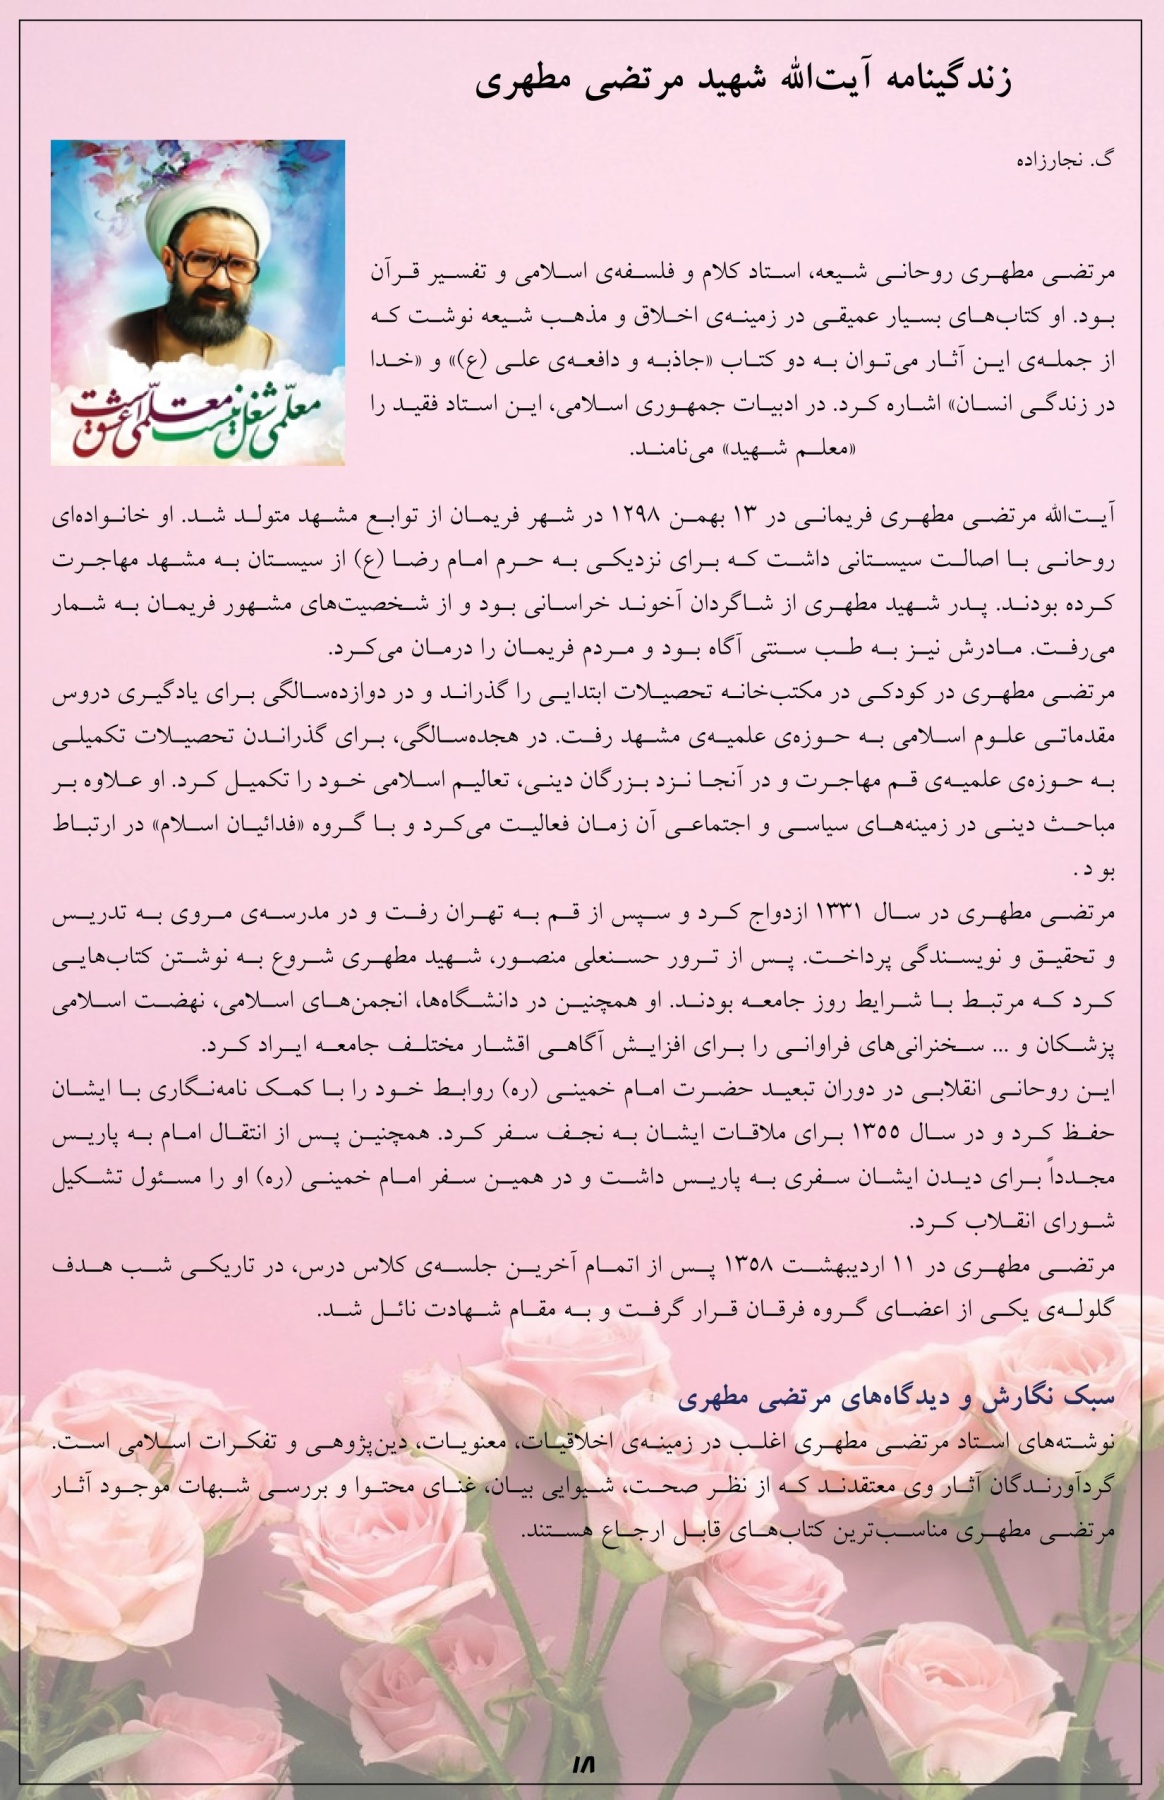 زندگینامه آیت‌الله شهید مرتضی مطهری
گ. نجارزاده
مرتضی مطهری روحانی شیعه، استاد کلام و فلسفه‌ی اسلامی و تفسیر قرآن
بود. او کتاب‌های بسیار عمیقی در زمینه‌ی اخلاق و مذهب شیعه نوشت که
از جمله‌ی این آثار می‌توان به دو کتاب «جاذبه و دافعه‌ی علی (ع)» و «خدا
در زندگی انسان» اشاره کرد. در ادبیات جمهوری اسلامی، این استاد فقید را
«معلم شهید» می‌نامند.
معلّمی شغل نیست معلّمی عشق است
آیت‌الله مرتضی مطهری فریمانی در ۱۳ بهمن ۱۲۹۸ در شهر فریمان از توابع مشهد متولد شد. او خانواده‌ای
روحانی با اصالت سیستانی داشت که برای نزدیکی به حرم امام رضا (ع) از سیستان به مشهد مهاجرت
کرده بودند. پدر شهید مطهری از شاگردان آخوند خراسانی بود و از شخصیت‌های مشهور فریمان به شمار
می‌رفت. مادرش نیز به طب سنتی آگاه بود و مردم فریمان را درمان می‌کرد.
مرتضی مطهری در کودکی در مکتب‌خانه تحصیلات ابتدایی را گذراند و در دوازده‌سالگی برای یادگیری دروس
مقدماتی علوم اسلامی به حوزه‌ی علمیه‌ی مشهد رفت. در هجده‌سالگی، برای گذراندن تحصیلات تکمیلی
به حوزه‌ی علمیه‌ی قم مهاجرت و در آنجا نزد بزرگان دینی، تعالیم اسلامی خود را تکمیل کرد. او علاوه بر
مباحث دینی در زمینه‌های سیاسی و اجتماعی آن زمان فعالیت می‌کرد و با گروه «فدائیان اسلام» در ارتباط
بود.
مرتضی مطهری در سال ۱۳۳۱ ازدواج کرد و سپس از قم به تهران رفت و در مدرسه‌ی مروی به تدریس
و تحقیق و نویسندگی پرداخت. پس از ترور حسنعلی منصور، شهید مطهری شروع به نوشتن کتاب‌هایی
کرد که مرتبط با شرایط روز جامعه بودند. او همچنین در دانشگاه‌ها، انجمن‌های اسلامی، نهضت اسلامی
پزشکان و ... سخنرانی‌های فراوانی را برای افزایش آگاهی اقشار مختلف جامعه ایراد کرد.
این روحانی انقلابی در دوران تبعید حضرت امام خمینی (ره) روابط خود را با کمک نامه‌نگاری با ایشان
حفظ کرد و در سال ۱۳۵۵ برای ملاقات ایشان به نجف سفر کرد. همچنین پس از انتقال امام به پاریس
مجدداً برای دیدن ایشان سفری به پاریس داشت و در همین سفر امام خمینی (ره) او را مسئول تشکیل
شورای انقلاب کرد.
مرتضی مطهری در ۱۱ اردیبهشت ۱۳۵۸ پس از اتمام آخرین جلسه‌ی کلاس درس، در تاریکی شب هدف
گلوله‌ی یکی از اعضای گروه فرقان قرار گرفت و به مقام شهادت نائل شد.
سبک نگارش و دیدگاه‌های مرتضی مطهری
نوشته‌های استاد مرتضی مطهری اغلب در زمینه‌ی اخلاقیات، معنویات، دین‌پژوهی و تفکرات اسلامی است.
گردآورندگان آثار وی معتقدند که از نظر صحت، شیوایی بیان، غنای محتوا و بررسی شبهات موجود آثار
مرتضی مطهری مناسب‌ترین کتاب‌های قابل ارجاع هستند.
۱۸